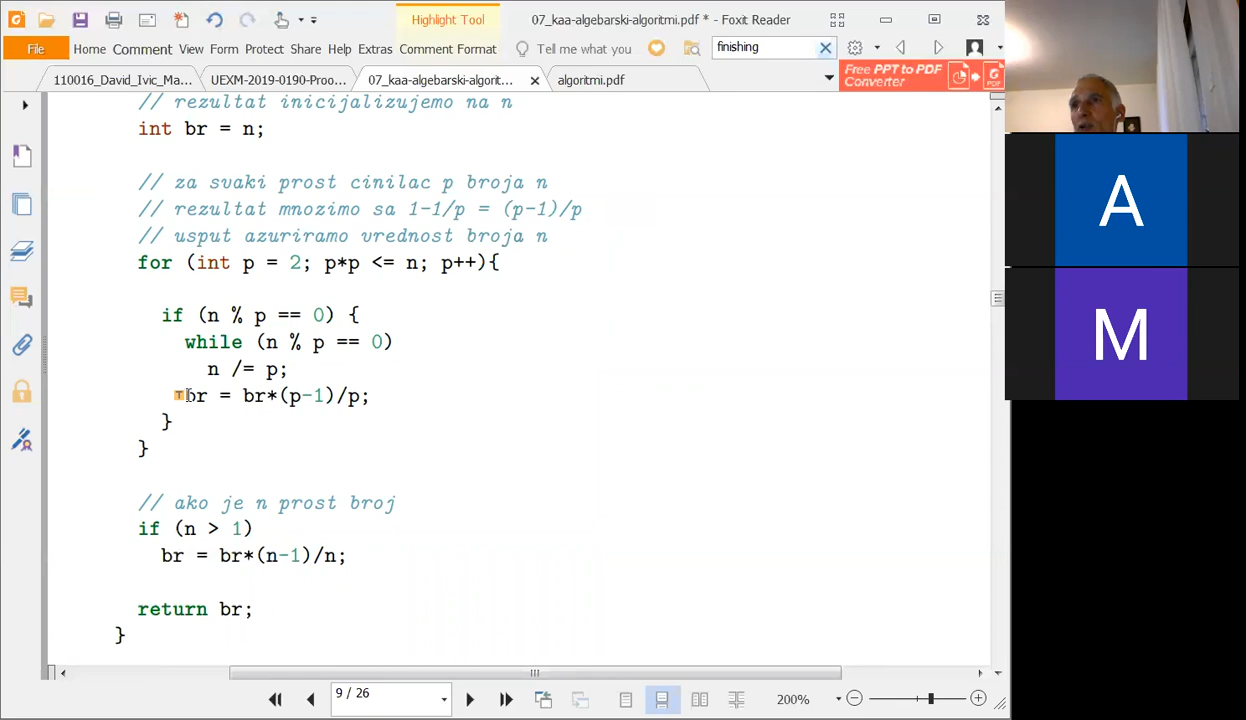 Highlight Tool
07_kaa-algebarski-algoritmi.pdf * - Foxit Reader
File
Home
Comment
View
Form
Protect
Share
Help
Extras
Comment Format
Tell me what you
finishing
110016_David_Ivic_Ma...
UEXM-2019-0190-Proo...
07_kaa-algebarski-algorit...
algoritmi.pdf
Free PPT to PDF
Converter
// rezultat inicijalizujemo na n
int br = n;
// za svaki prost cinilac p broja n
// rezultat mnozimo sa 1-1/p = (p-1)/p
// usput azuriramo vrednost broja n
for (int p = 2; p*p <= n; p++){
if (n % p == 0) {
while (n % p == 0)
n /= p;
br = br*(p-1)/p;
}
}
// ako je n prost broj
if (n > 1)
br = br*(n-1)/n;
return br;
}
A
M
9 / 26
200%